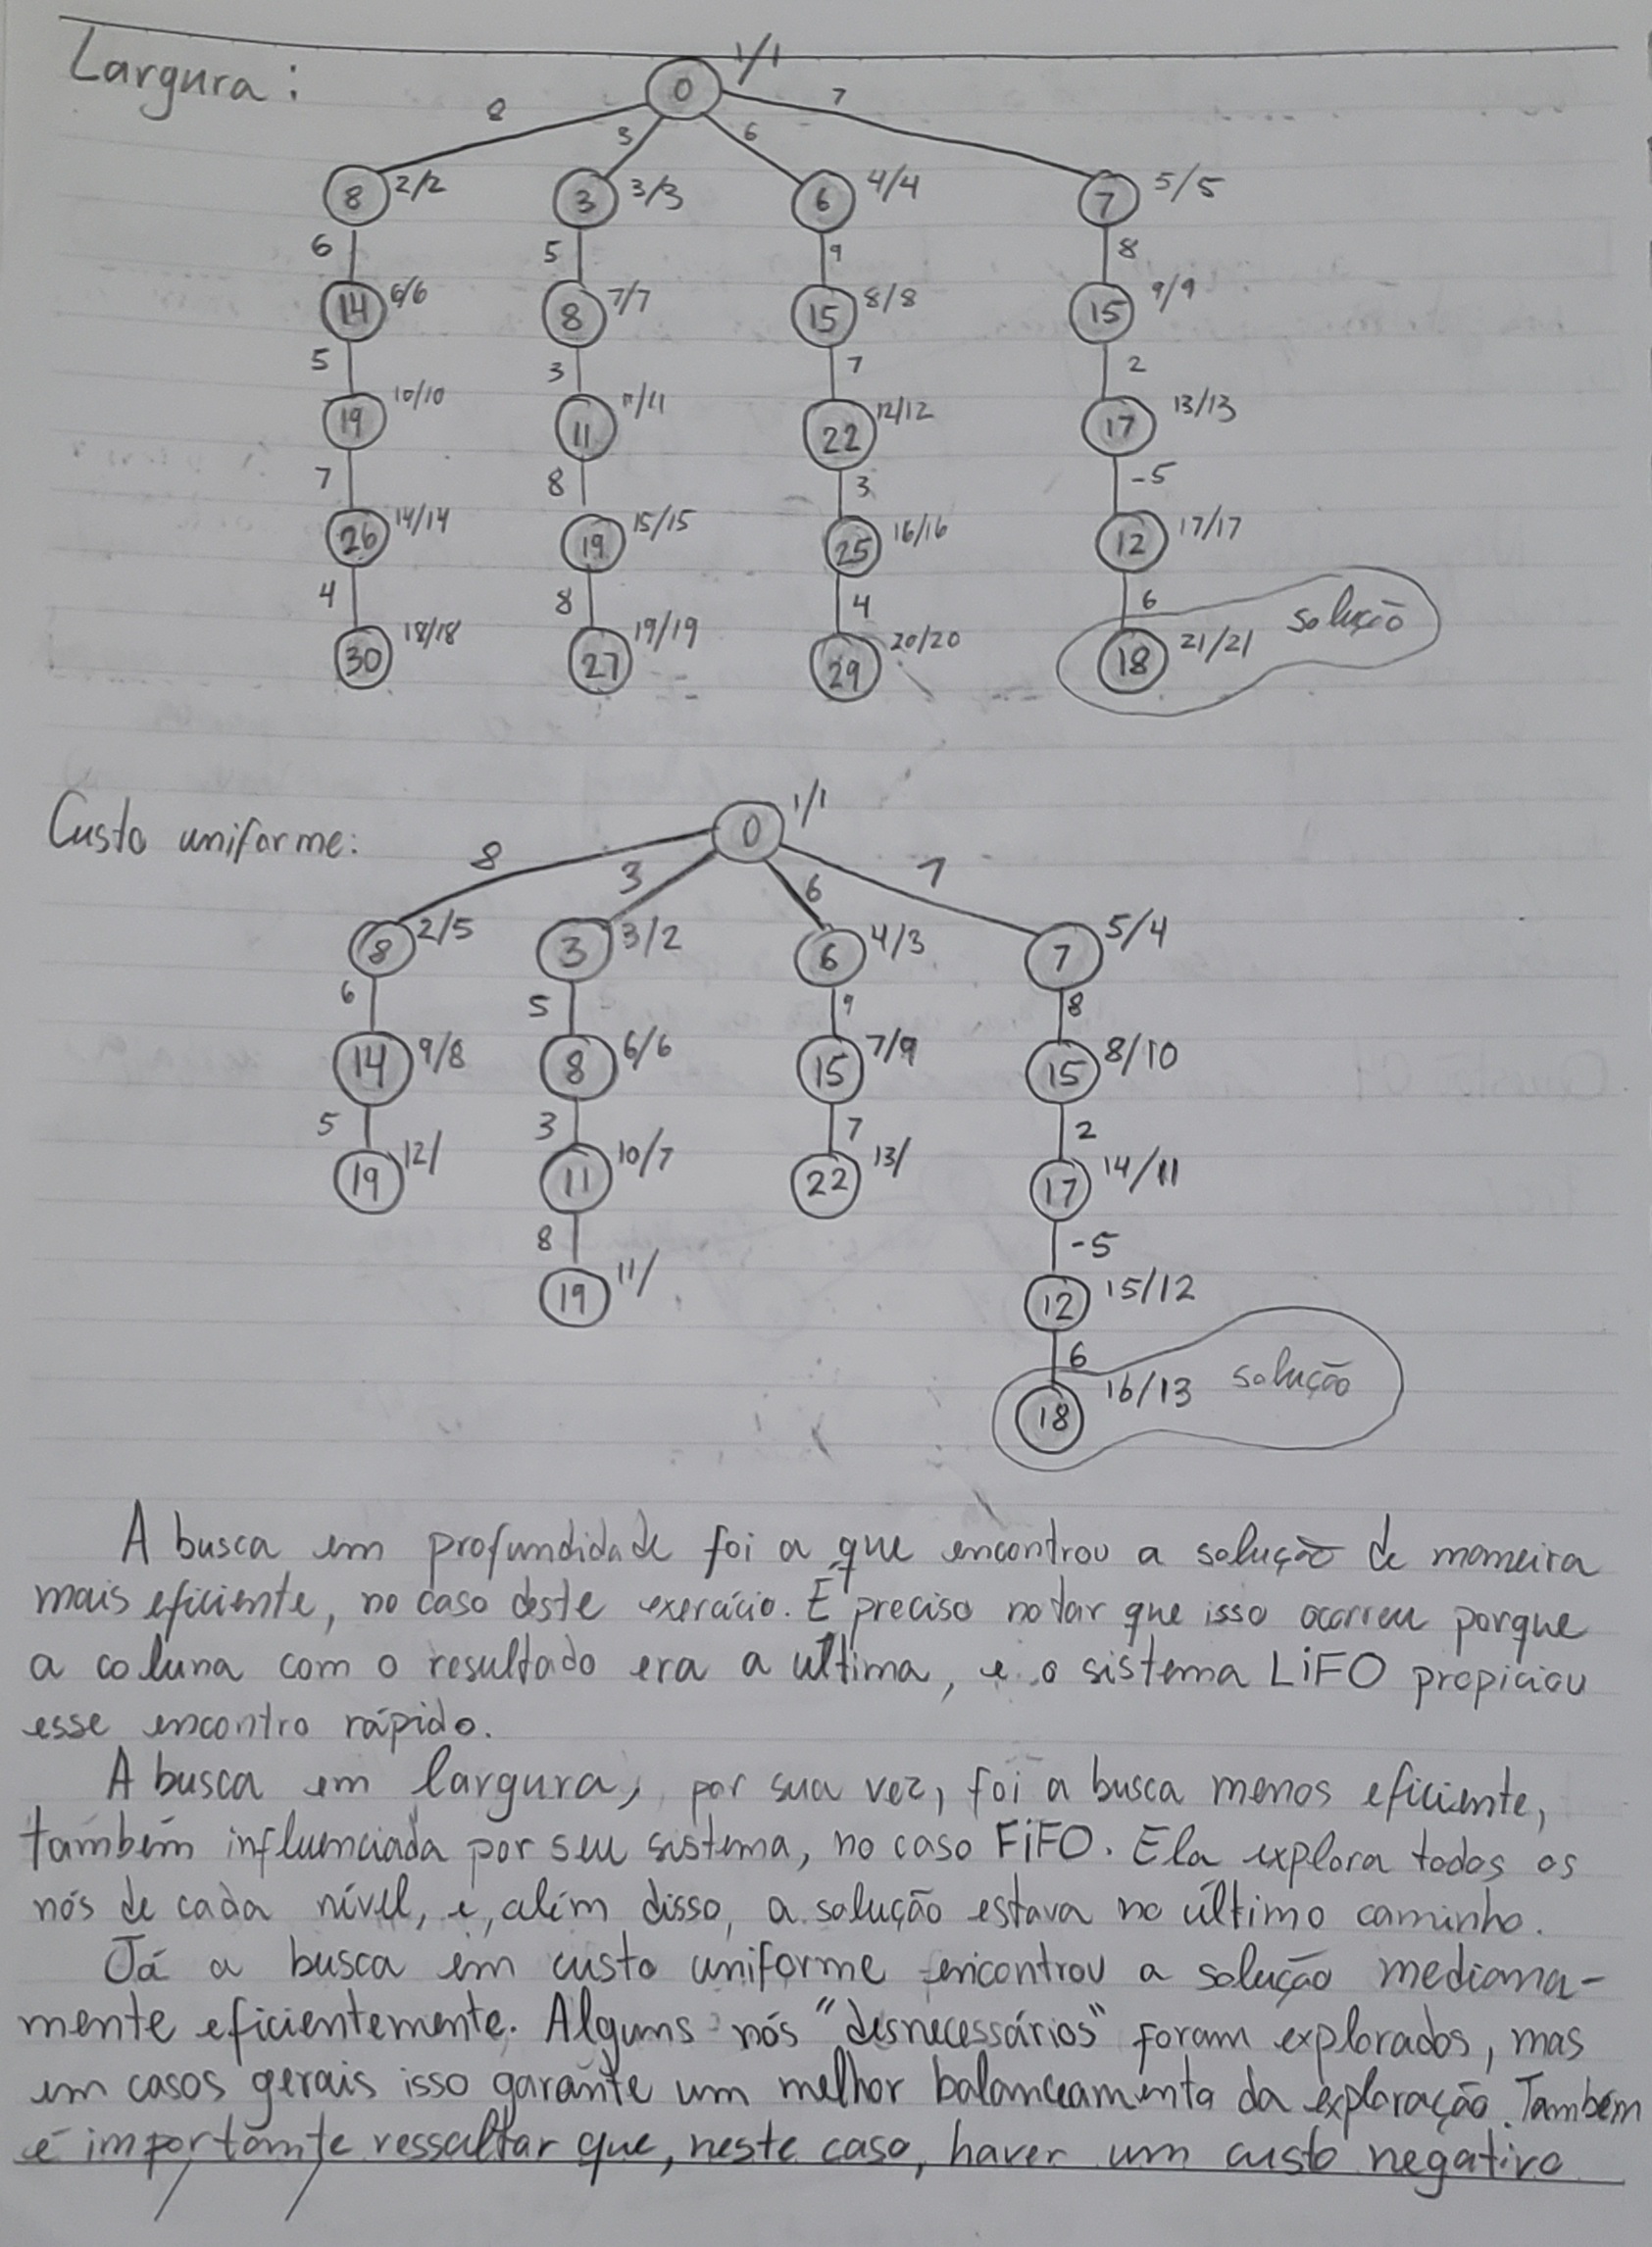 Largura:
0 1/1
8 3 6 7
8 2/2 3 3/3 6 4/4 7 5/5
6 5 9 8
14 6/6 8 7/7 15 8/8 15 9/9
5 3 7 2
19 10/10 11 11/11 22 12/12 17 13/13
7 8 3 -5
26 14/14 19 15/15 25 16/16 12 17/17
4 8 4 6
30 18/18 27 19/19 29 20/20 18 21/21 solução
Custo uniforme:
0 1/1
8 3 6 7
8 2/5 3 3/2 6 4/3 7 5/4
6 5 9 8
14 9/8 8 6/6 15 7/9 15 8/10
5 3 7 2
19 12/ 11 10/7 22 13/ 17 14/11
8 -5
19 11/ 12 15/12
6
18 16/13 solução
A busca em profundidade foi a que encontrou a solução de maneira
mais eficiente, no caso deste exercício. É preciso notar que isso ocorreu porque
a coluna com o resultado era a última, e o sistema LiFO propiciou
esse encontro rápido.
A busca em largura, por sua vez, foi a busca menos eficiente,
também influenciada por seu sistema, no caso FiFO. Ela explora todos os
nós de cada nível, e, além disso, a solução estava no último caminho.
Já a busca em custo uniforme encontrou a solução mediana-
mente eficientemente. Alguns nós "desnecessários" foram explorados, mas
em casos gerais isso garante um melhor balanceamento da exploração. Também
é importante ressaltar que, neste caso, haver um custo negativo